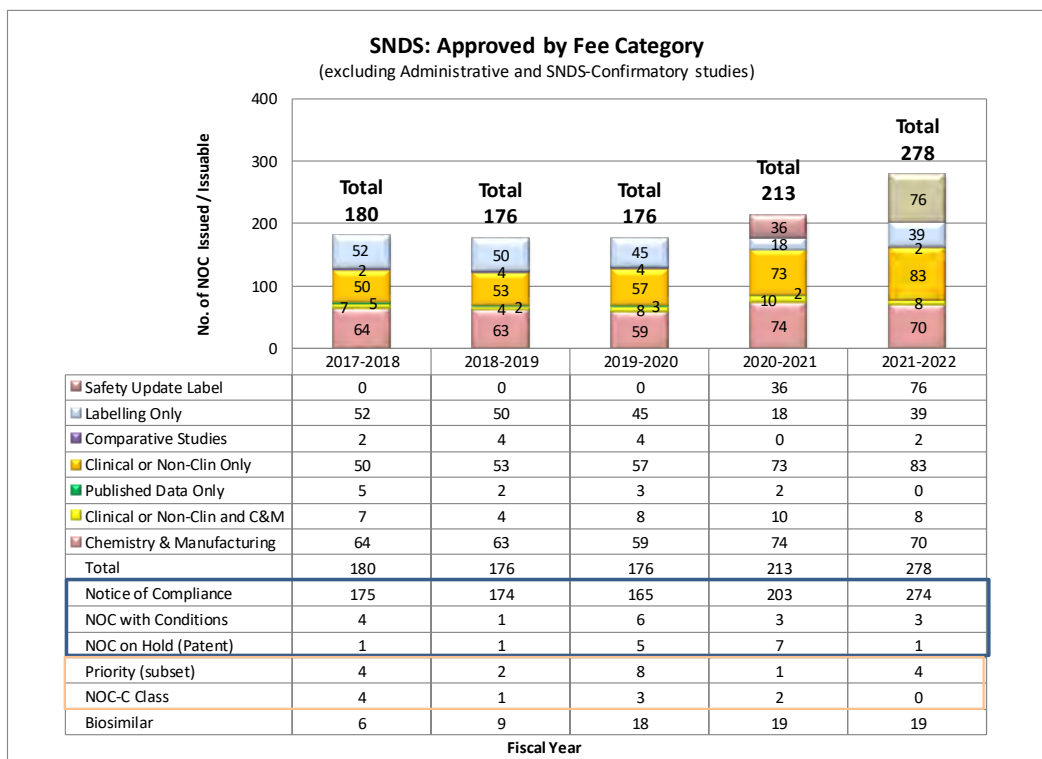 SNDS: Approved by Fee Category
(excluding Administrative and SNDS-Confirmatory studies)
No. of NOC Issued / Issuable
400
300
200
100
0
Total
180
52
2
50
7 5
64
Total
176
50
4
53
4 2
63
Total
176
45
4
57
8 3
59
Total
213
36
18
73
10 2
74
Total
278
76
39
2
83
8
70
2017-2018 2018-2019 2019-2020 2020-2021 2021-2022
Safety Update Label 0 0 0 36 76
Labelling Only 52 50 45 18 39
Comparative Studies 2 4 4 0 2
Clinical or Non-Clin Only 50 53 57 73 83
Published Data Only 5 2 3 2 0
Clinical or Non-Clin and C&M 7 4 8 10 8
Chemistry & Manufacturing 64 63 59 74 70
Total 180 176 176 213 278
Notice of Compliance 175 174 165 203 274
NOC with Conditions 4 1 6 3 3
NOC on Hold (Patent) 1 1 5 7 1
Priority (subset) 4 2 8 1 4
NOC-C Class 4 1 3 2 0
Biosimilar 6 9 18 19 19
Fiscal Year